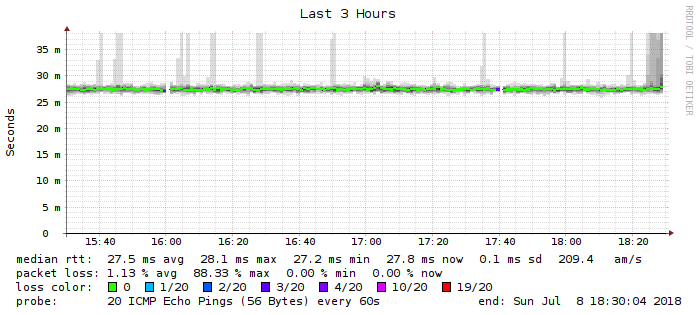 Last 3 Hours
RRDTOOL / TOBI OETIKER
Seconds
35 m
30 m
25 m
20 m
15 m
10 m
5 m
0
15:40 16:00 16:20 16:40 17:00 17:20 17:40 18:00 18:20
median rtt: 27.5 ms avg 28.1 ms max 27.2 ms min 27.8 ms now 0.1 ms sd 209.4 am/s
packet loss: 1.13 % avg 88.33 % max 0.00 % min 0.00 % now
loss color: 0 1/20 2/20 3/20 4/20 10/20 19/20
probe: 20 ICMP Echo Pings (56 Bytes) every 60s end: Sun Jul 8 18:30:04 2018